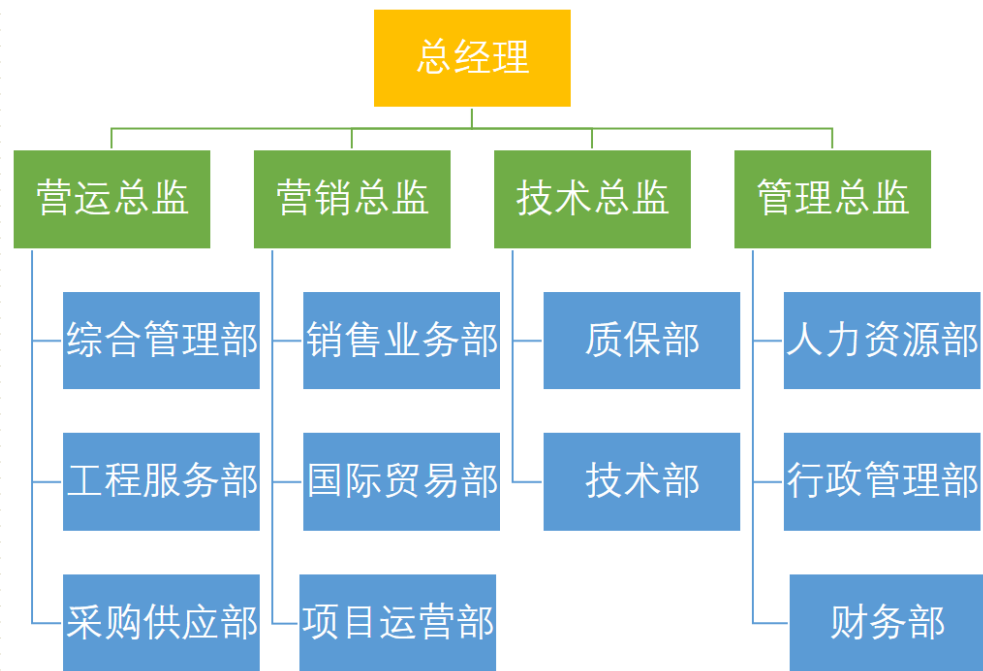 总经理
营运总监
营销总监
技术总监
管理总监
综合管理部
销售业务部
质保部
人力资源部
工程服务部
国际贸易部
技术部
行政管理部
采购供应部
项目运营部
财务部